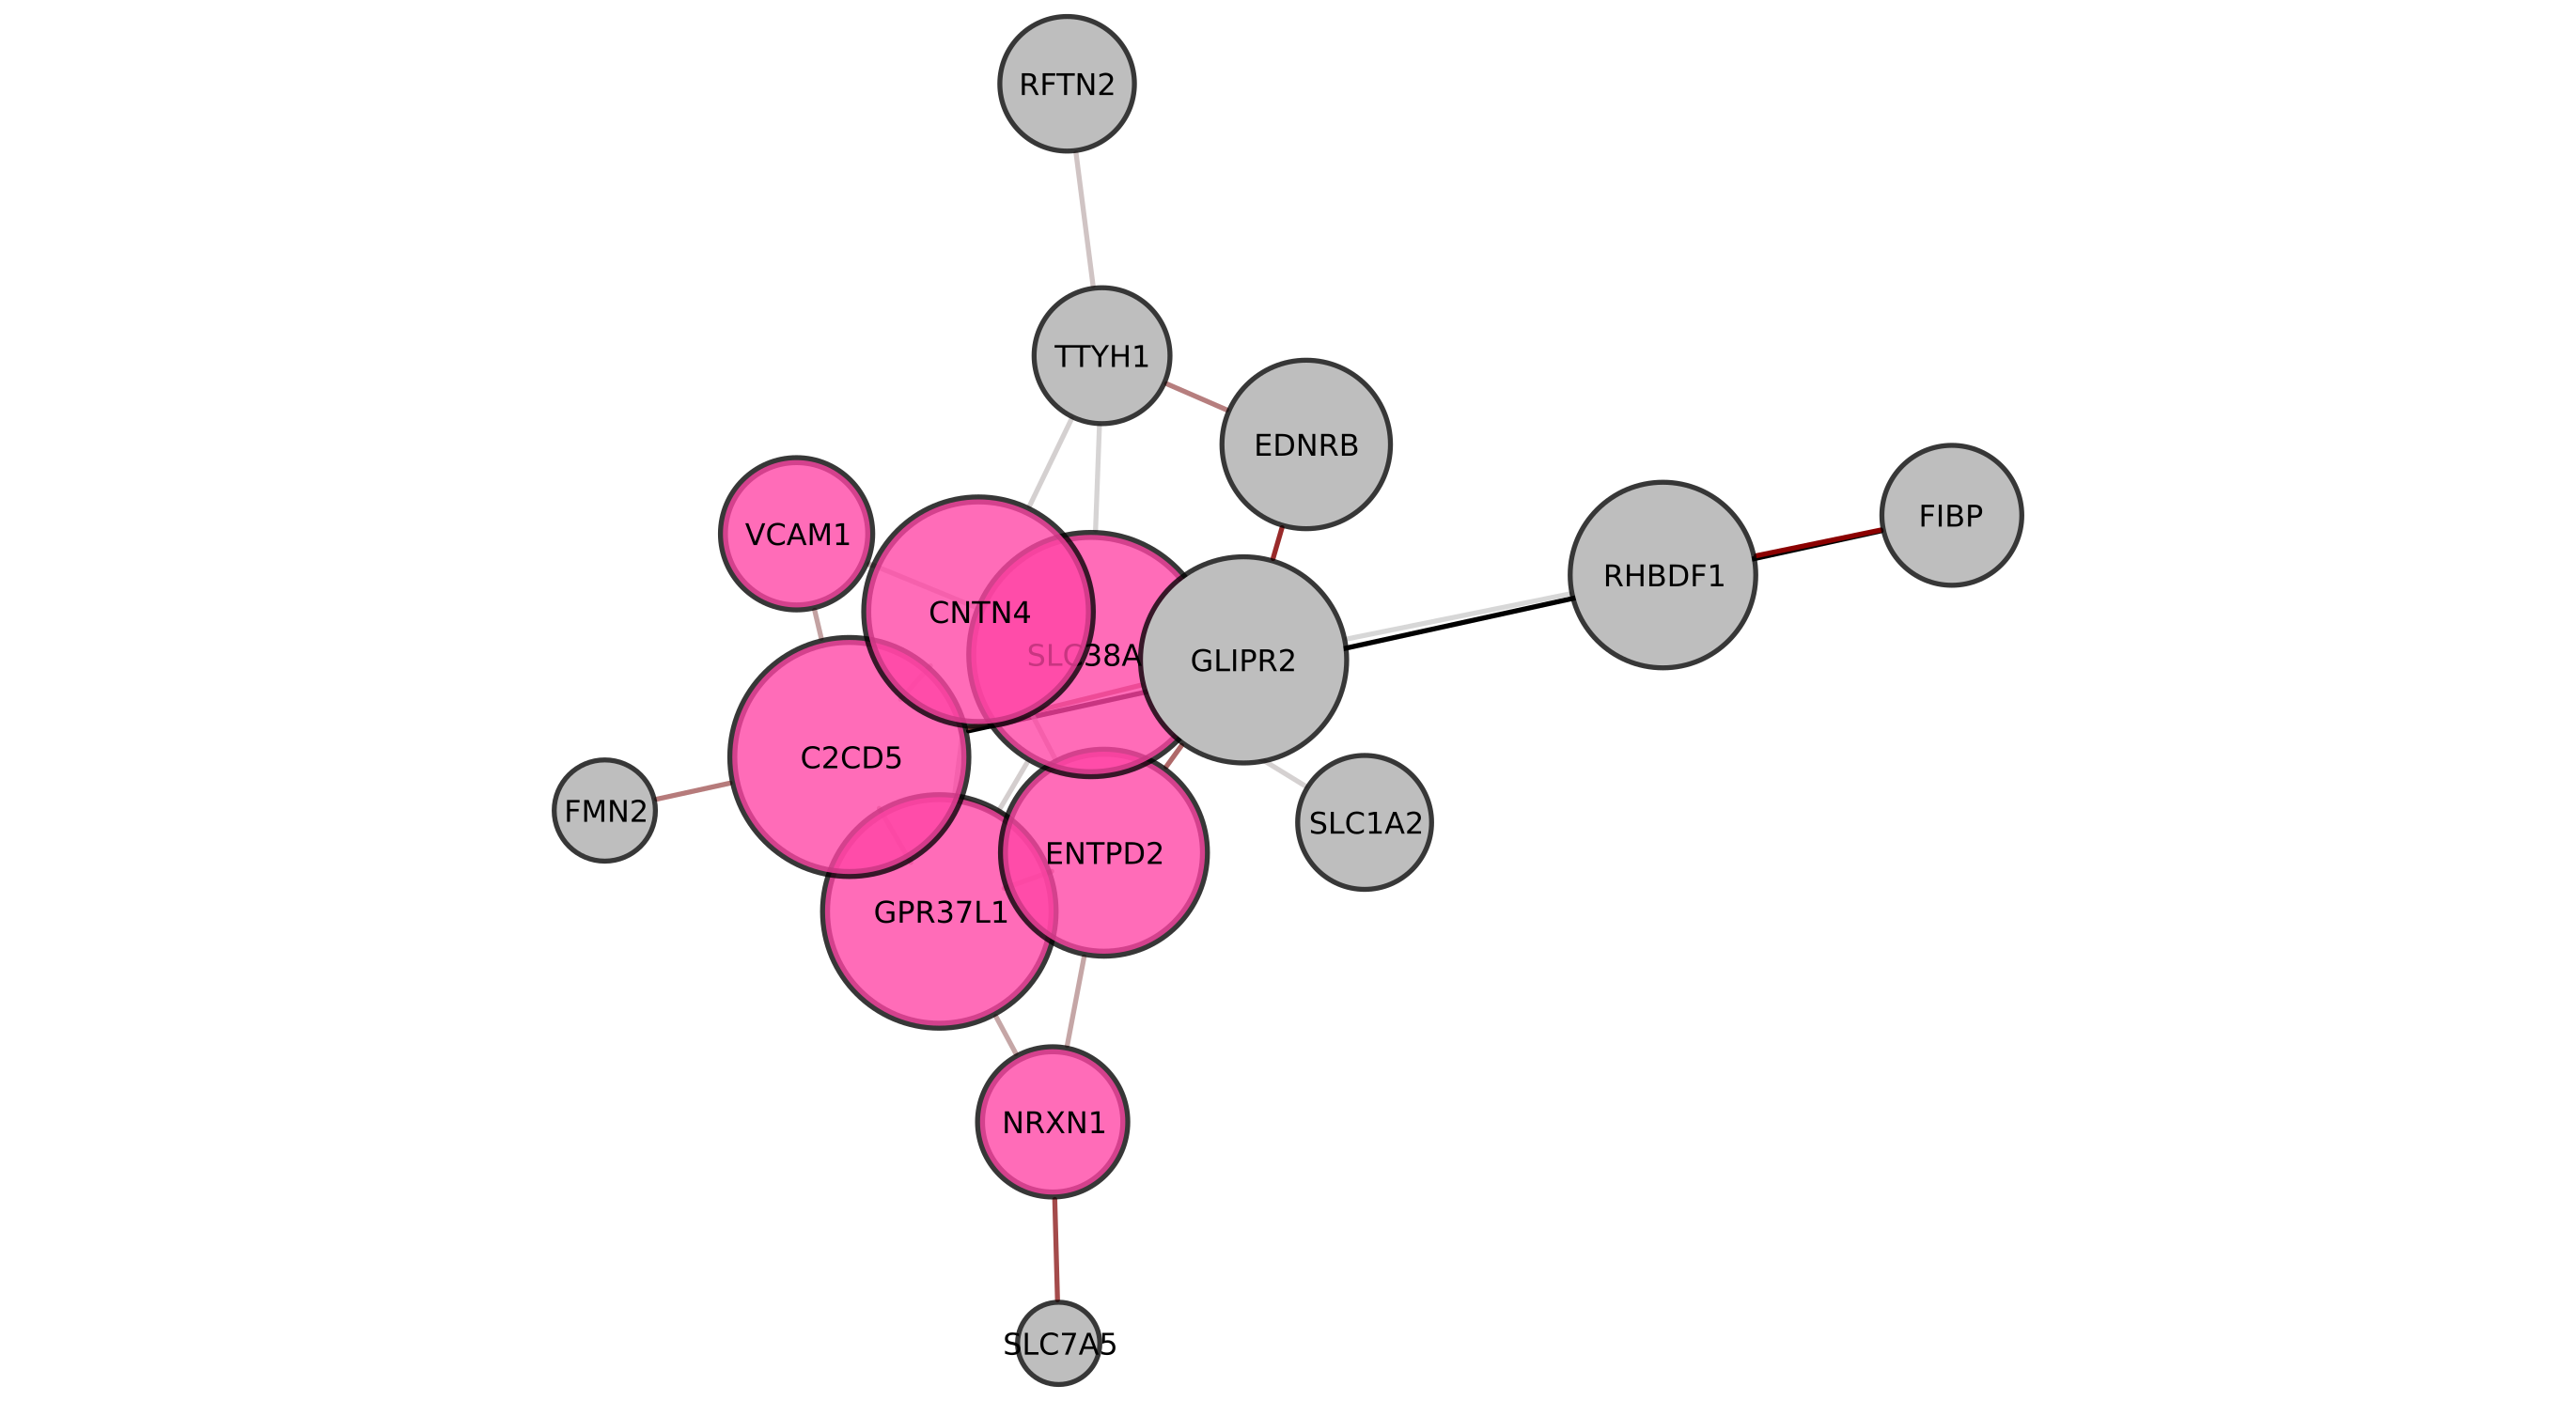 RFTN2
TTYH1
EDNRB
FIBP
VCAM1
RHBDF1
CNTN4
SLC38A
GLIPR2
C2CD5
FMN2
SLC1A2
ENTPD2
GPR37L1
NRXN1
SLC7A5